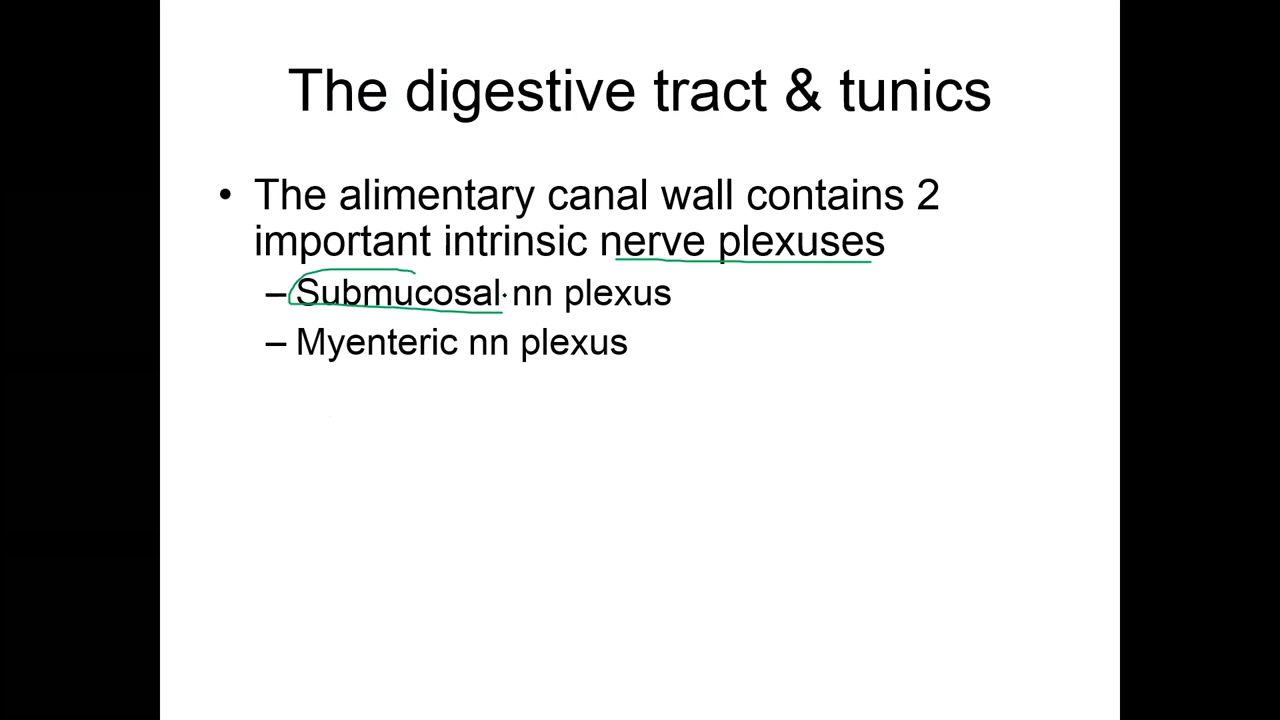 The digestive tract & tunics
• The alimentary canal wall contains 2
important intrinsic nerve plexuses
– Submucosal nn plexus
– Myenteric nn plexus